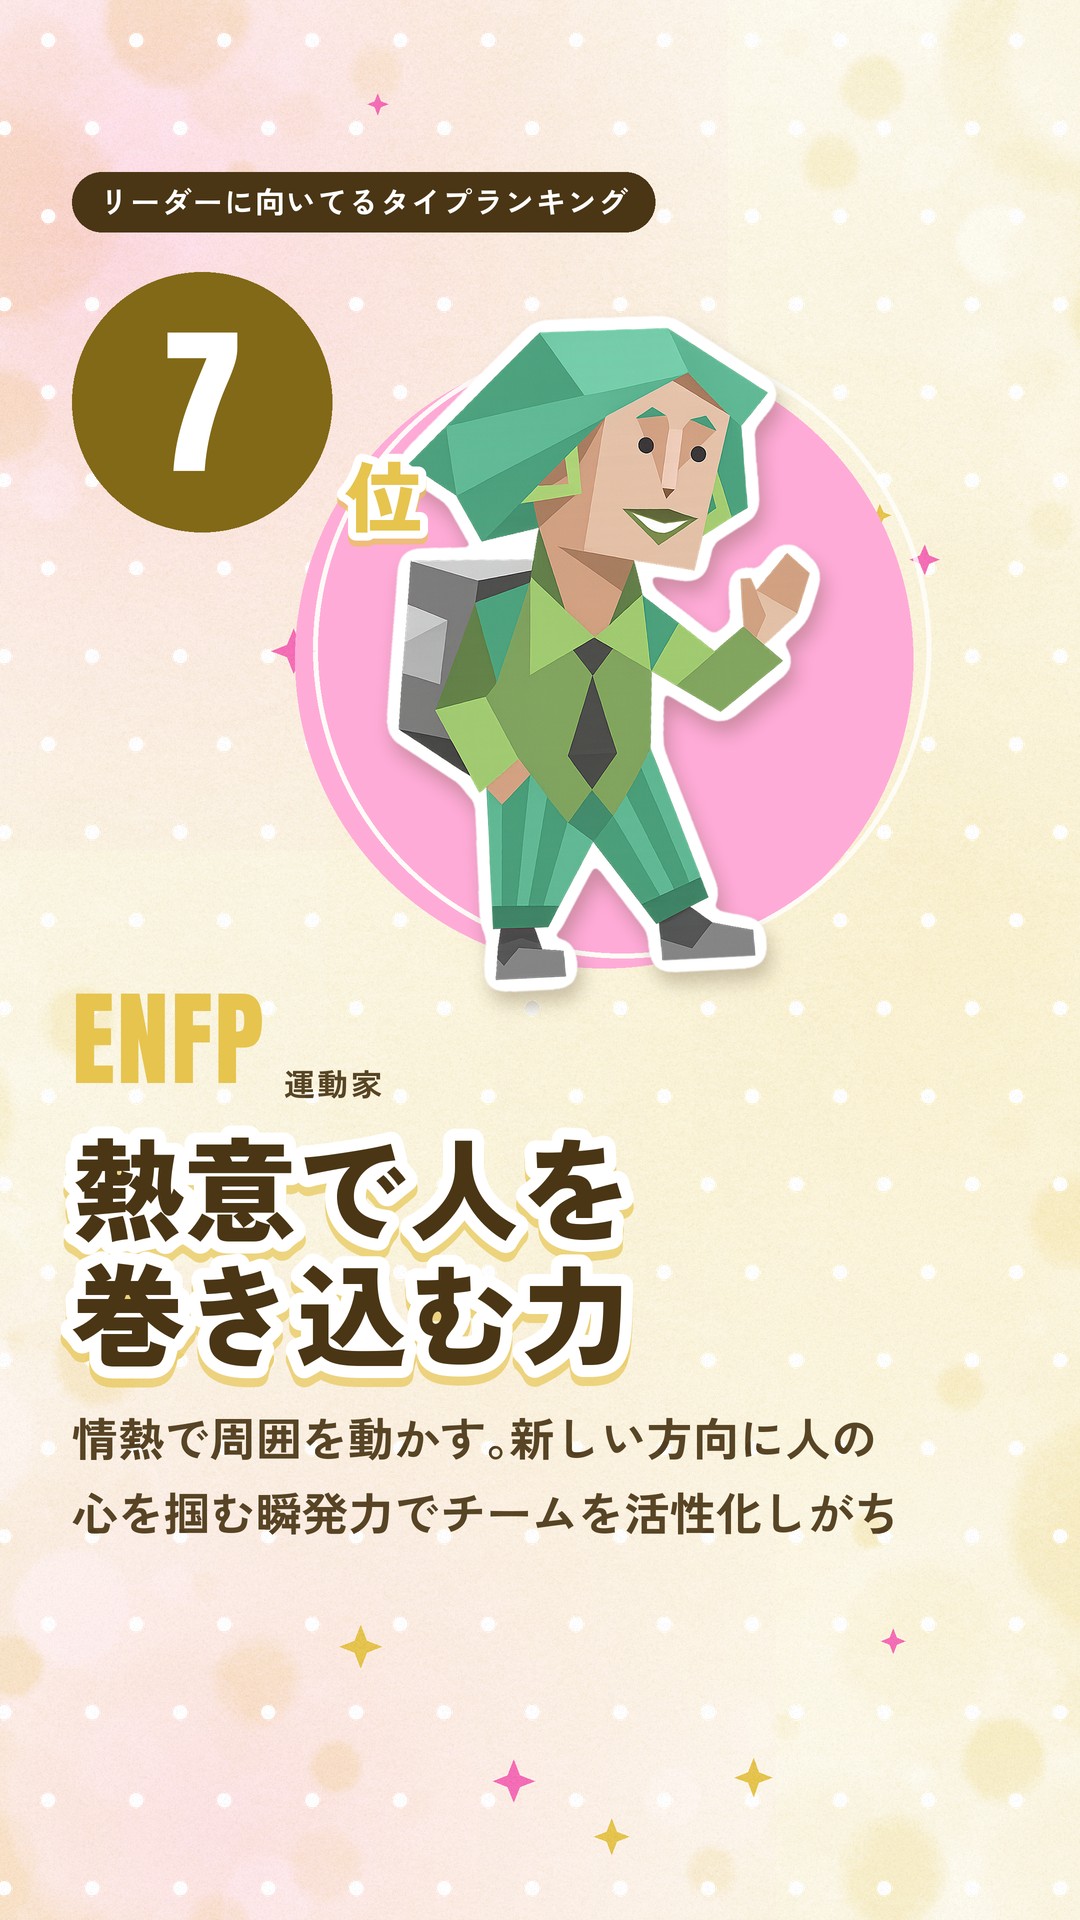 リーダーに向いてるタイプランキング
7
位
ENFP
運動家
熱意で人を
巻き込む力
情熱で周囲を動かす。新しい方向に人の
心を掴む瞬発力でチームを活性化しがち